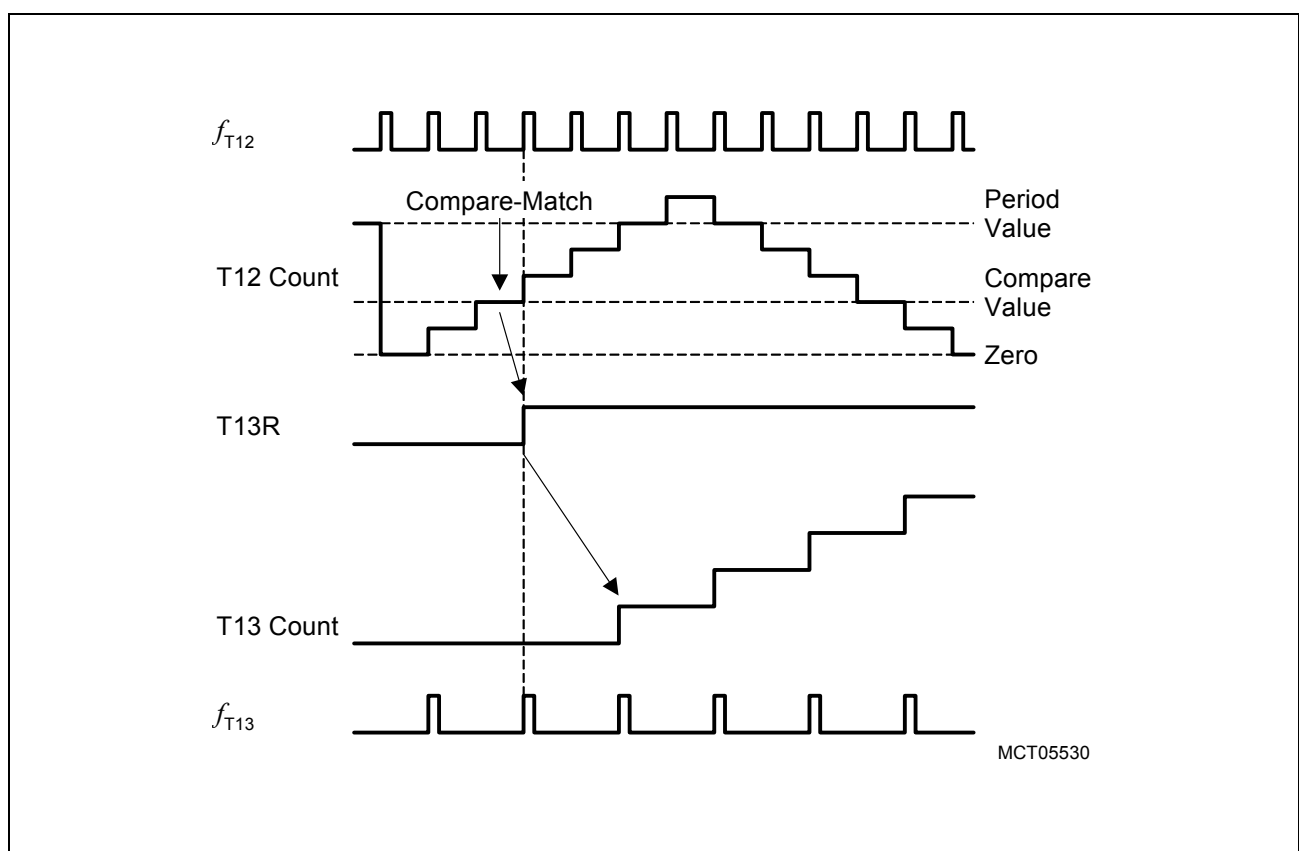 fT12
Compare-Match
Period
Value
T12 Count
Compare
Value
Zero
T13R
T13 Count
fT13
MCT05530